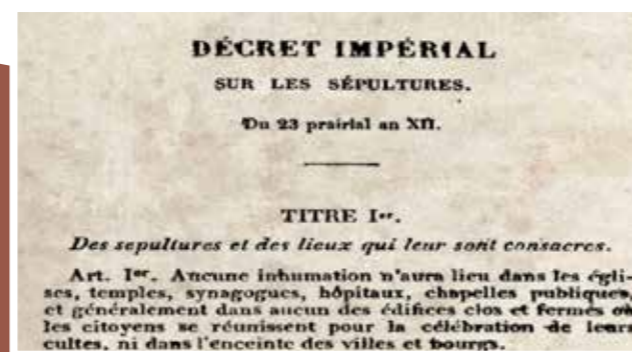 DÉCRET IMPÉRIAL
SUR LES SÉPULTURES.
Du 23 prairial an XII.
TITRE Ier.
Des sepultures et des lieux qui leur sont consacres.
Art. Ier. Aucune inhumation n'aura lieu dans les égli-
ses, temples, synagogues, hôpitaux, chapelles publiques,
et généralement dans aucun des édifices clos et fermés où
les citoyens se réunissent pour la célébration de leurs
cultes, ni dans l'enceinte des villes et bourgs.